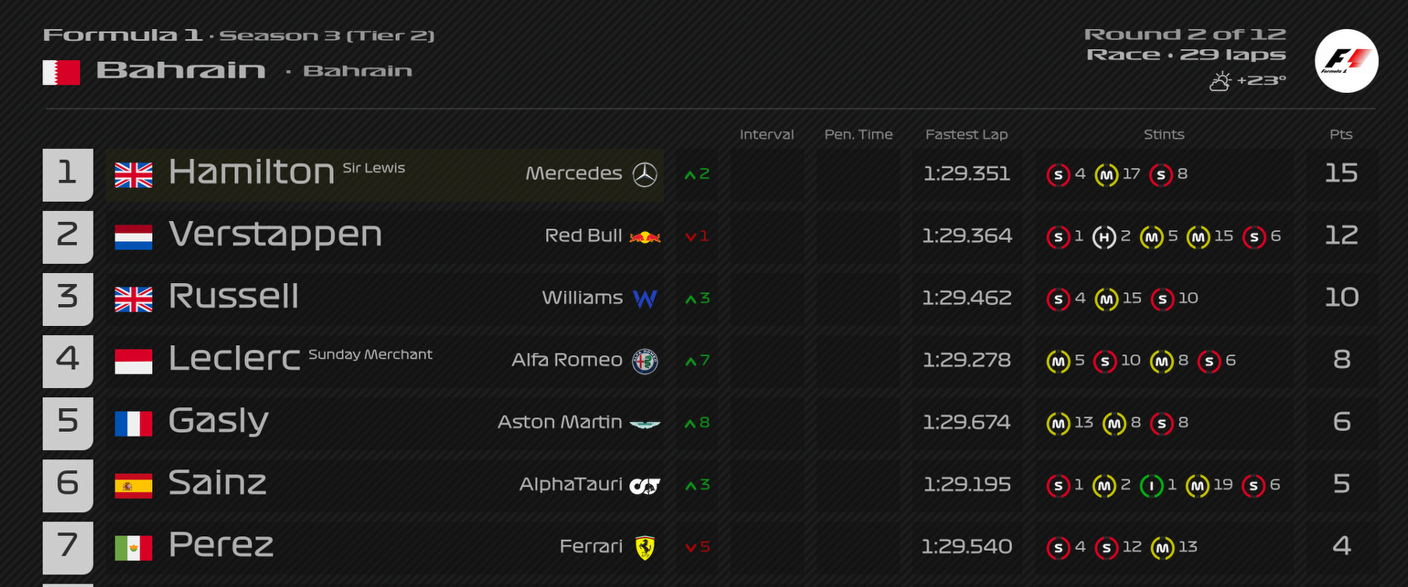 Formula 1 · Season 3 (Tier 2)
Bahrain · Bahrain
Round 2 of 12
Race · 29 laps
+23°
F1
Formula 1
Interval Pen. Time Fastest Lap Stints Pts
1 Hamilton Sir Lewis Mercedes 2 1:29.351 S 4 M 17 S 8 15
2 Verstappen Red Bull 1 1:29.364 S 1 H 2 M 5 M 15 S 6 12
3 Russell Williams 3 1:29.462 S 4 M 15 S 10 10
4 Leclerc Sunday Merchant Alfa Romeo 7 1:29.278 M 5 S 10 M 8 S 6 8
5 Gasly Aston Martin 8 1:29.674 M 13 M 8 S 8 6
6 Sainz AlphaTauri 3 1:29.195 S 1 M 2 I 1 M 19 S 6 5
7 Perez Ferrari 5 1:29.540 S 4 S 12 M 13 4